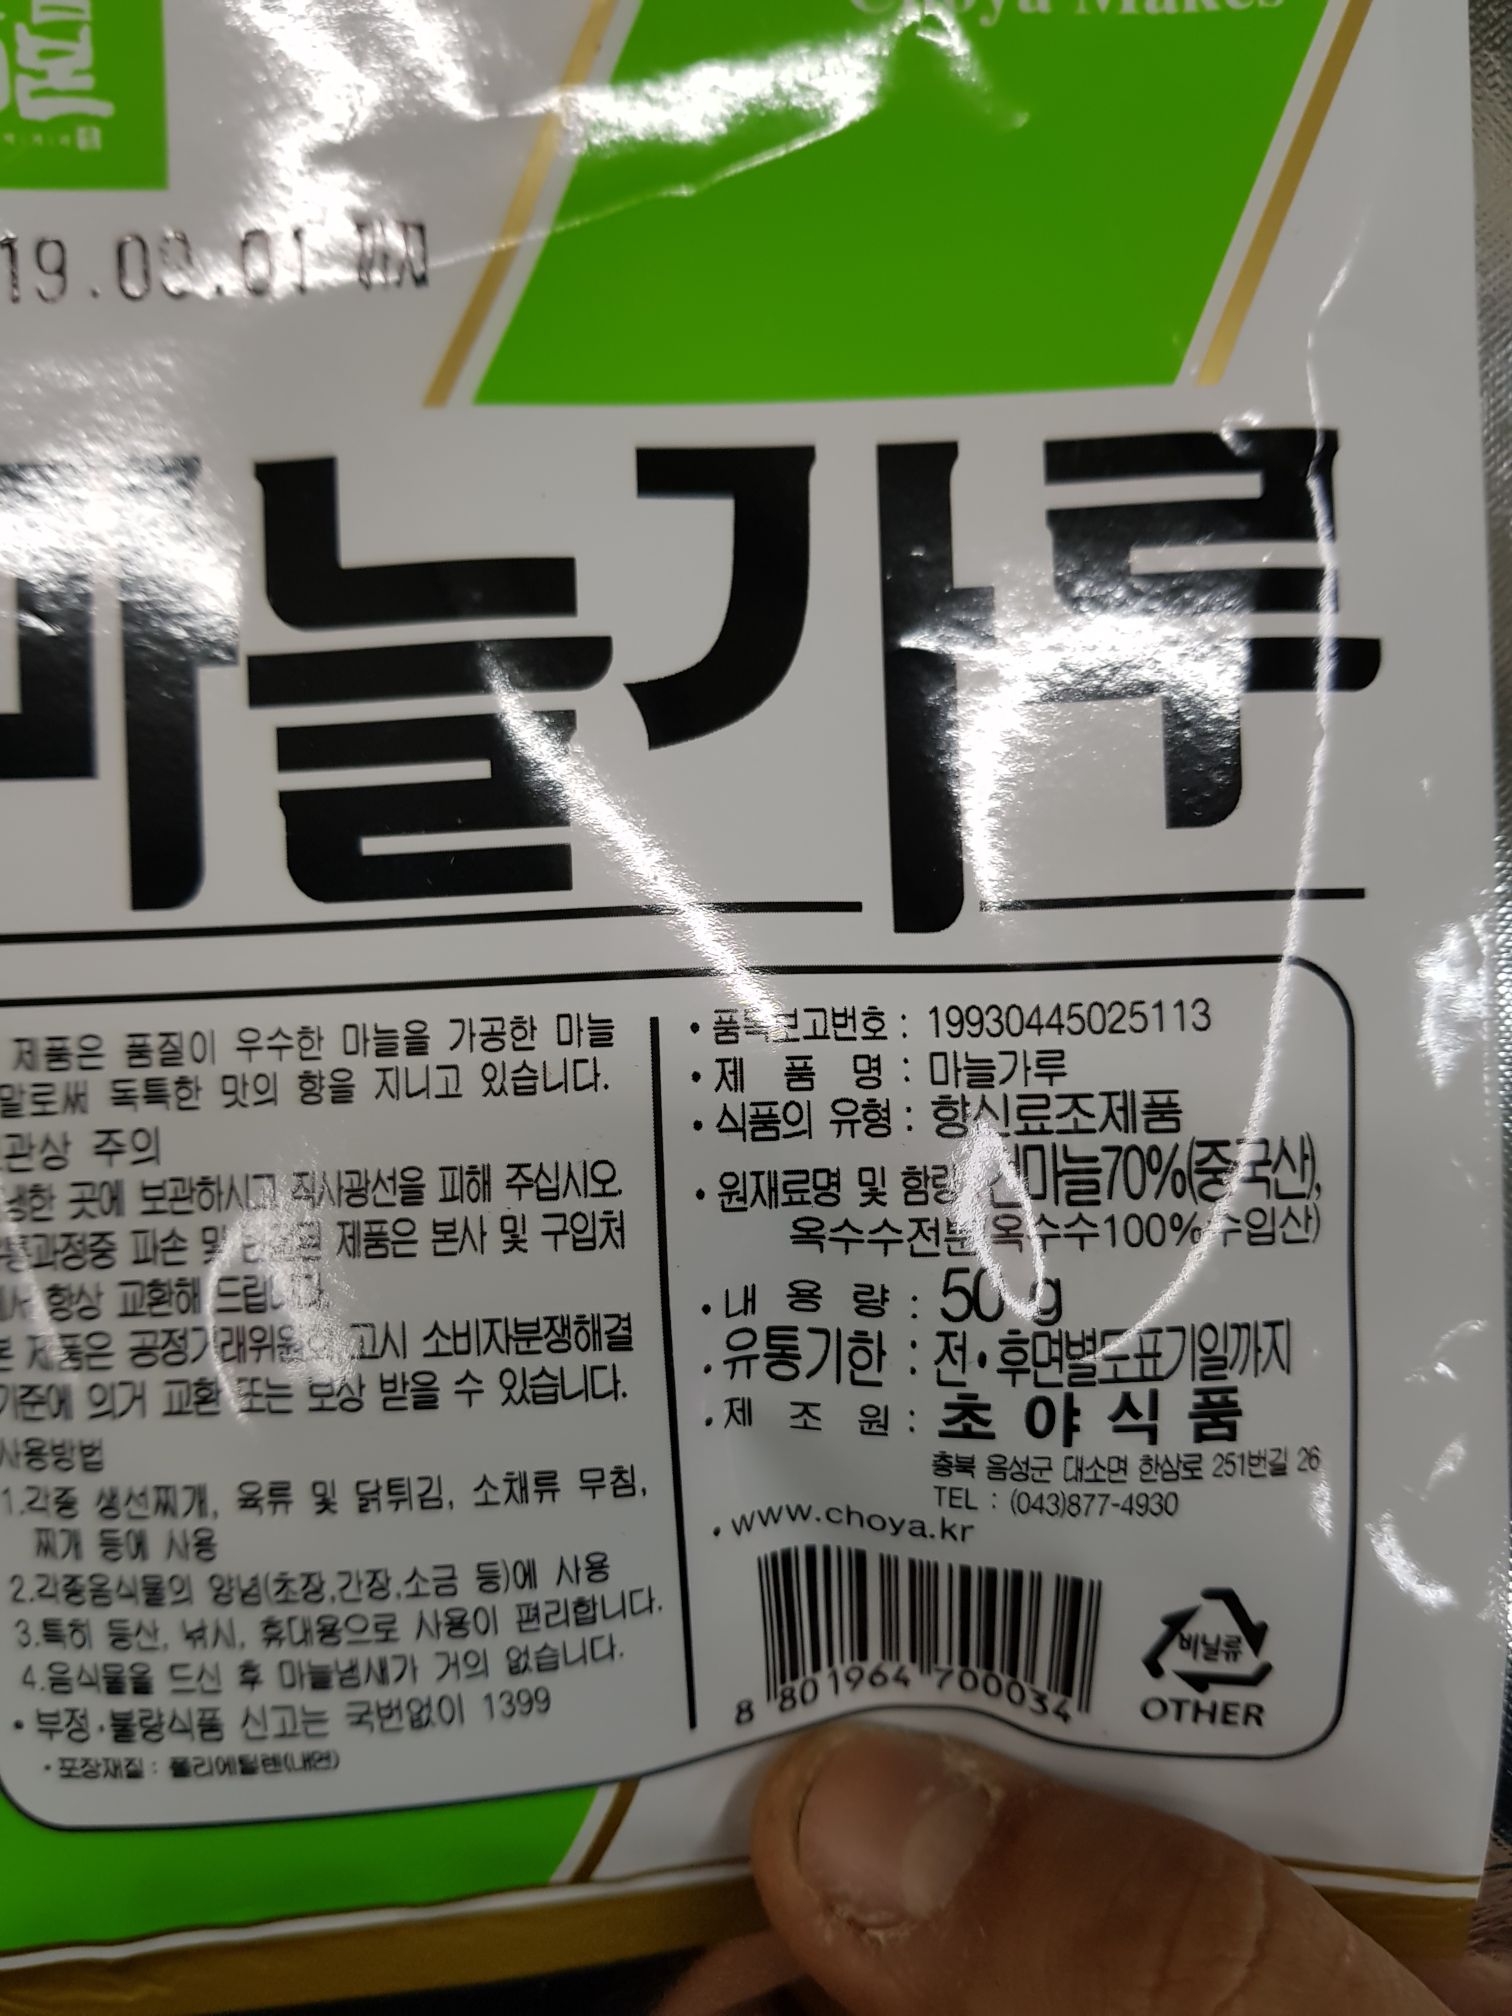 Choya Makes
까지
마늘가루
제품은 품질이 우수한 마늘을 가공한 마늘
말로써 독특한 맛의 향을 지니고 있습니다.
관상 주의
냉한 곳에 보관하시고 직사광선을 피해 주십시오.
과정중 파손 및 제품은 본사 및 구입처
에서 항상 교환해 드립니다.
본 제품은 공정거래위원회 고시 소비자분쟁해결
기준에 의거 교환 또는 보상 받을 수 있습니다.
사용방법
1.각종 생선찌개, 육류 및 닭튀김, 소채류 무침,
찌개 등에 사용
2.각종음식물의 양념(초장,간장,소금 등)에 사용
3.특히 등산, 낚시, 휴대용으로 사용이 편리합니다.
4.음식물을 드신 후 마늘냄새가 거의 없습니다.
• 부정·불량식품 신고는 국번없이 1399
• 포장재질 : 폴리에틸렌(내면)
• 품목보고번호 : 19930445025113
• 제 품 명 : 마늘가루
• 식품의 유형 : 향신료조제품
• 원재료명 및 함량 건마늘70%(중국산),
옥수수전분(옥수수100%수입산)
• 내 용 량 : 50 g
• 유통기한 : 전•후면별도표기일까지
• 제 조 원 : 초야식품
충북 음성군 대소면 한삼로 251번길 26
TEL : (043)877-4930
• www.choya.kr
8 801964 700034
비닐류
OTHER